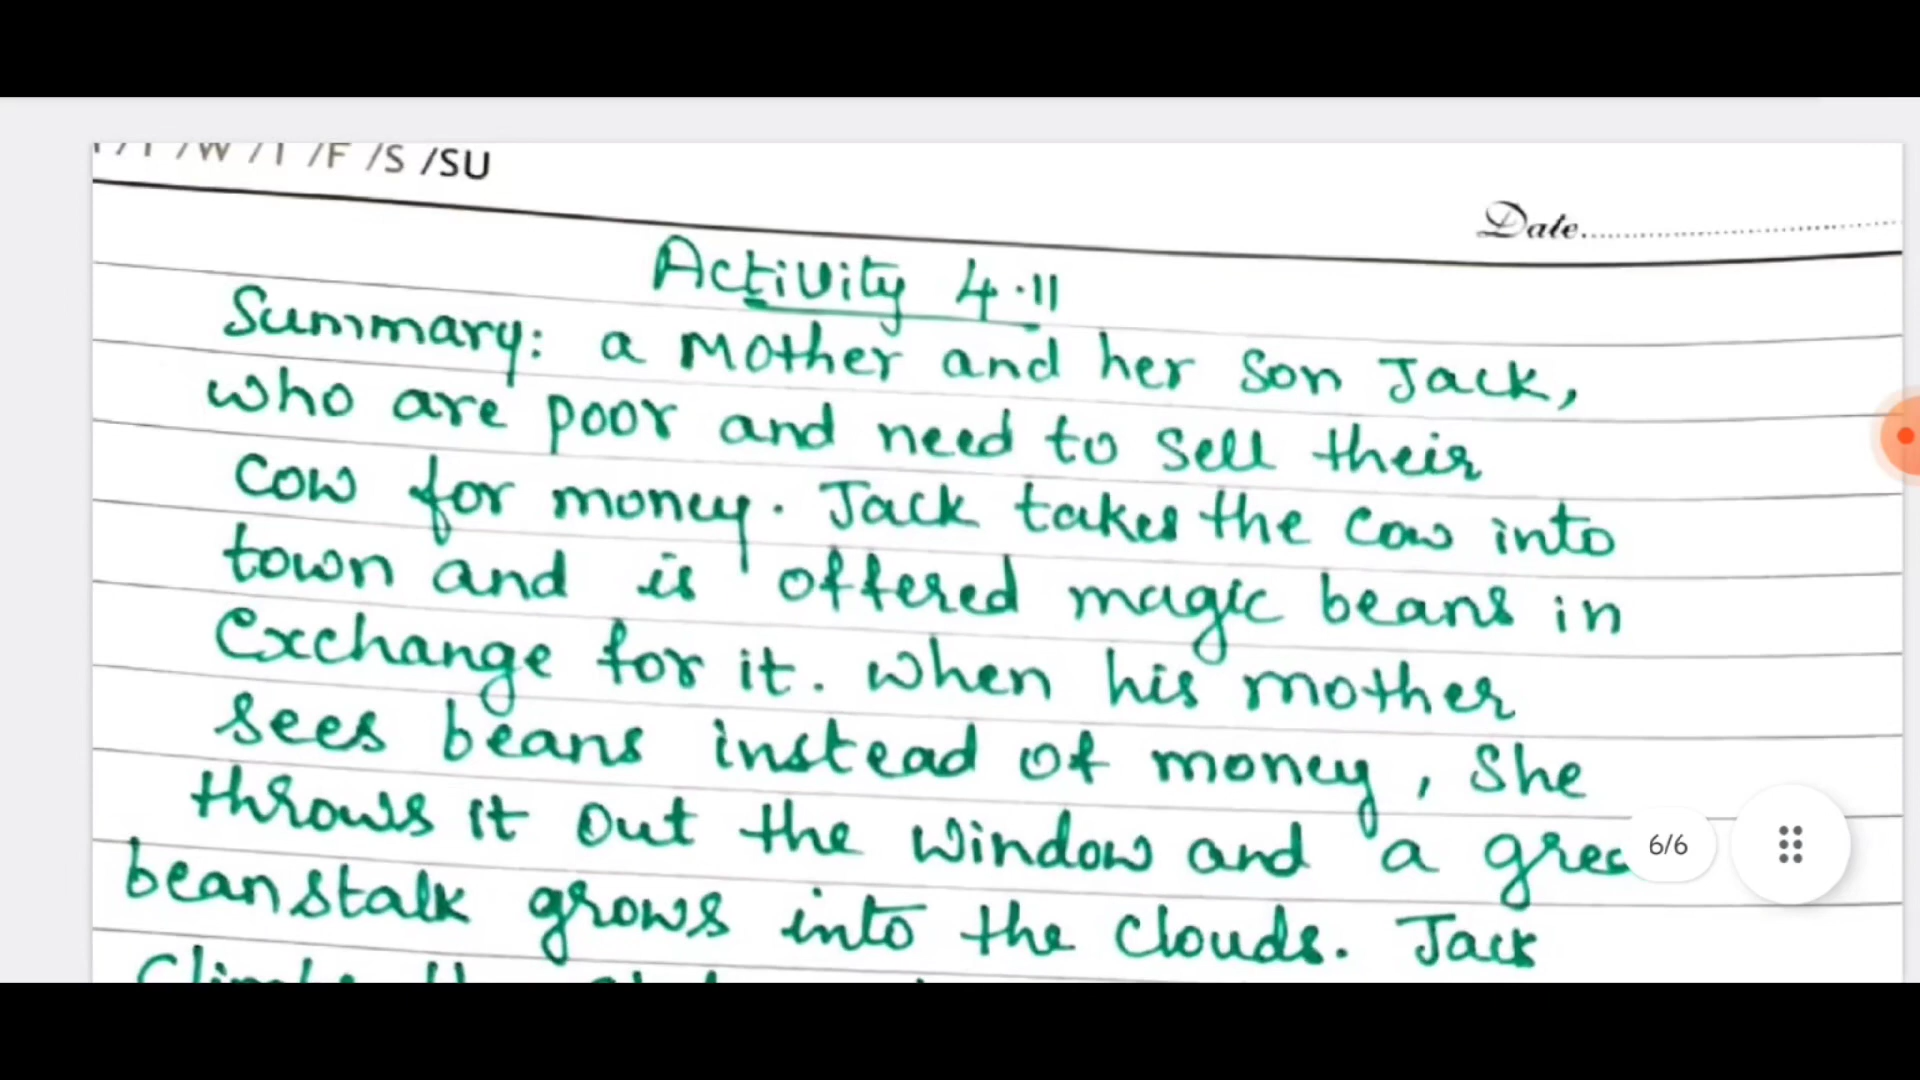 /W /T /F /S /SU
Date
Activity 4.11
Summary: a Mother and her Son Jack,
who are poor and need to Sell their
Cow for money. Jack takes the Cow into
town and is offered magic beans in
Exchange for it. When his mother
Sees beans instead of money, She
throws it out the window and a
6/6
beanstalk grows into the Clouds. Jack